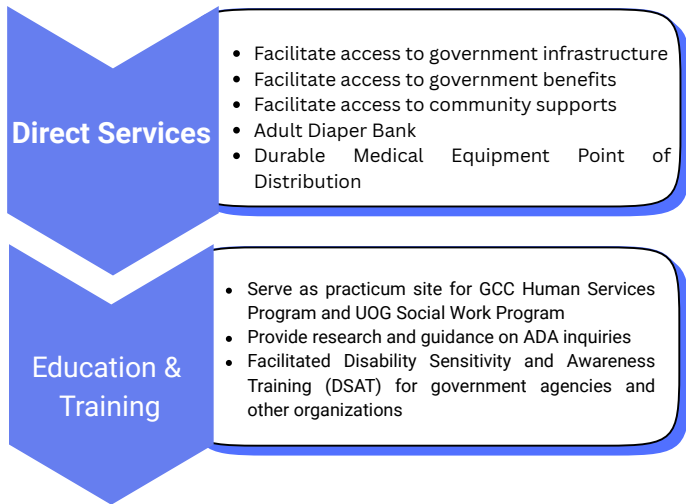 Direct Services
• Facilitate access to government infrastructure
• Facilitate access to government benefits
• Facilitate access to community supports
• Adult Diaper Bank
• Durable Medical Equipment Point of
Distribution
Education &
Training
• Serve as practicum site for GCC Human Services
Program and UOG Social Work Program
• Provide research and guidance on ADA inquiries
• Facilitated Disability Sensitivity and Awareness
Training (DSAT) for government agencies and
other organizations